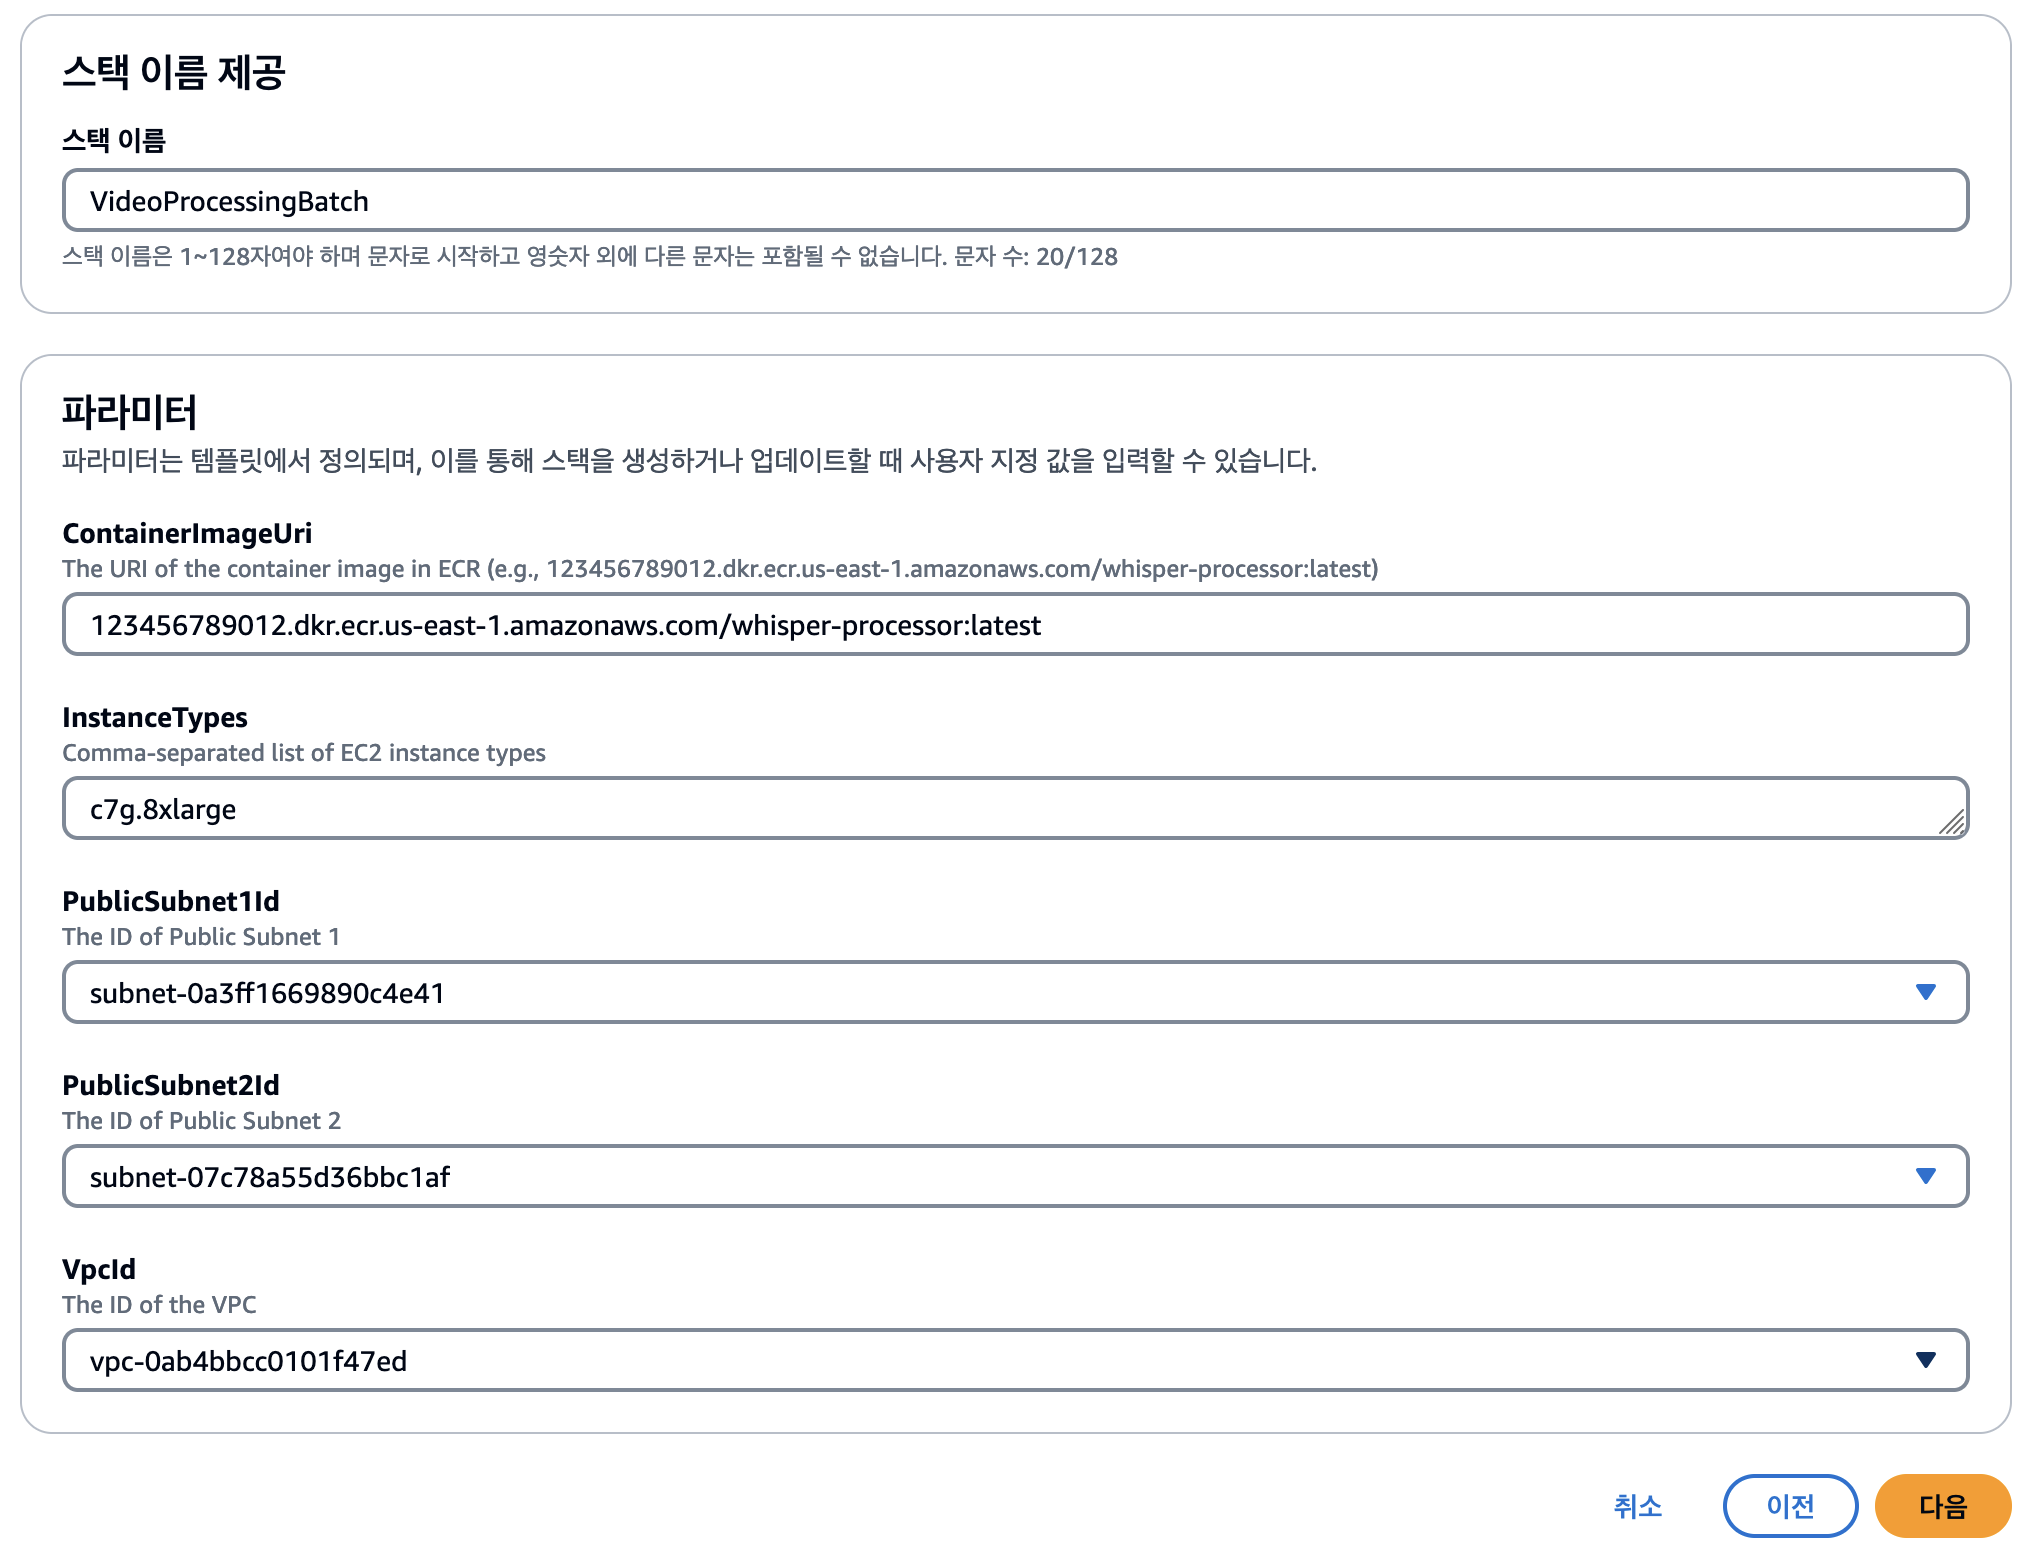 스택 이름 제공
스택 이름
VideoProcessingBatch
스택 이름은 1~128자여야 하며 문자로 시작하고 영숫자 외에 다른 문자는 포함될 수 없습니다. 문자 수: 20/128
파라미터
파라미터는 템플릿에서 정의되며, 이를 통해 스택을 생성하거나 업데이트할 때 사용자 지정 값을 입력할 수 있습니다.
ContainerImageUri
The URI of the container image in ECR (e.g., 123456789012.dkr.ecr.us-east-1.amazonaws.com/whisper-processor:latest)
123456789012.dkr.ecr.us-east-1.amazonaws.com/whisper-processor:latest
InstanceTypes
Comma-separated list of EC2 instance types
c7g.8xlarge
PublicSubnet1Id
The ID of Public Subnet 1
subnet-0a3ff1669890c4e41
PublicSubnet2Id
The ID of Public Subnet 2
subnet-07c78a55d36bbc1af
VpcId
The ID of the VPC
vpc-0ab4bbcc0101f47ed
취소 이전 다음